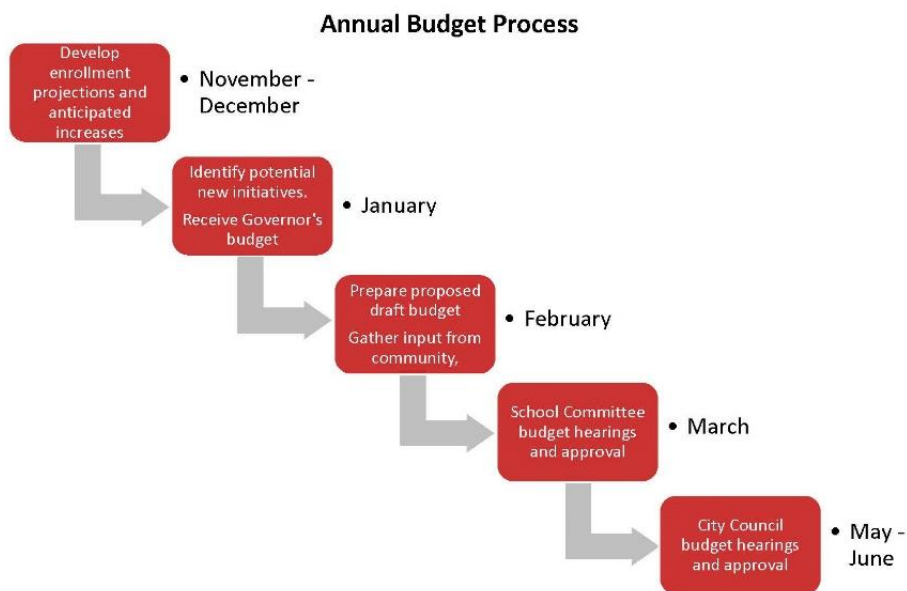 Annual Budget Process
Develop
enrollment
projections and
anticipated
increases
• November -
December
Identify potential
new initiatives.
Receive Governor's
budget
• January
Prepare proposed
draft budget
Gather input from
community,
• February
School Committee
budget hearings
and approval
• March
City Council
budget hearings
and approval
• May -
June